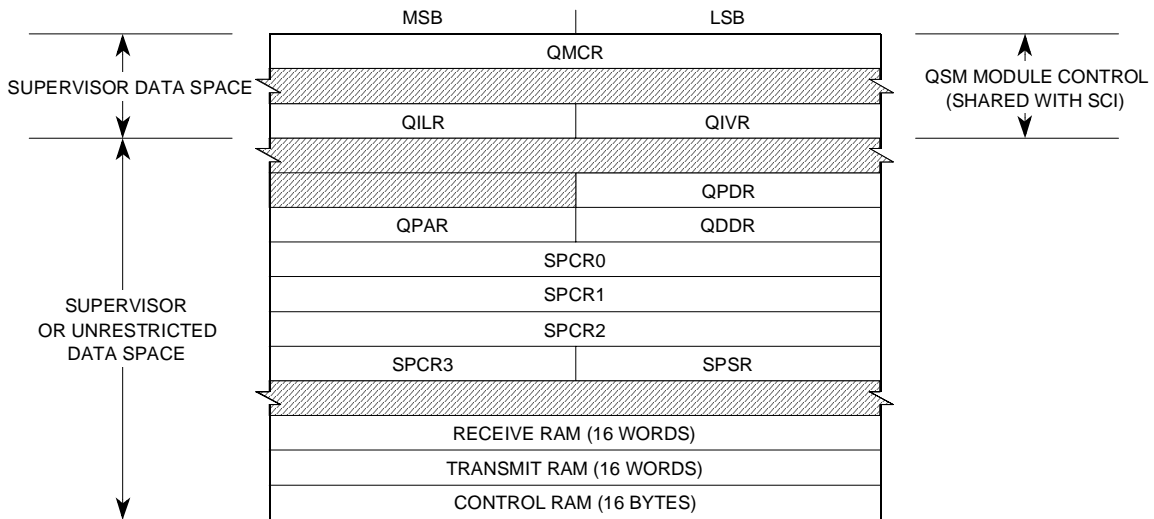 MSB LSB
QMCR
SUPERVISOR DATA SPACE
QSM MODULE CONTROL
(SHARED WITH SCI)
QILR QIVR
QPDR
QPAR QDDR
SPCR0
SPCR1
SPCR2
SPCR3 SPSR
SUPERVISOR
OR UNRESTRICTED
DATA SPACE
RECEIVE RAM (16 WORDS)
TRANSMIT RAM (16 WORDS)
CONTROL RAM (16 BYTES)